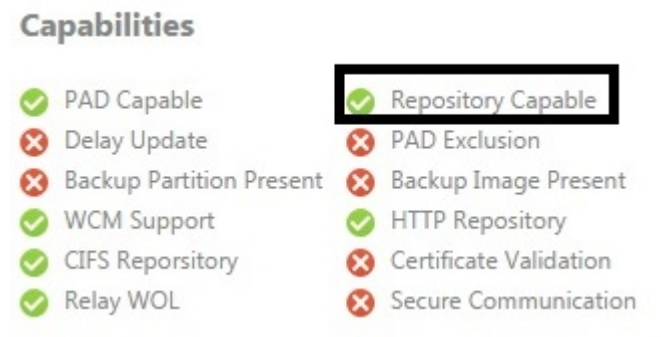 Capabilities
PAD Capable
Repository Capable
Delay Update
PAD Exclusion
Backup Partition Present
Backup Image Present
WCM Support
HTTP Repository
CIFS Reporsitory
Certificate Validation
Relay WOL
Secure Communication